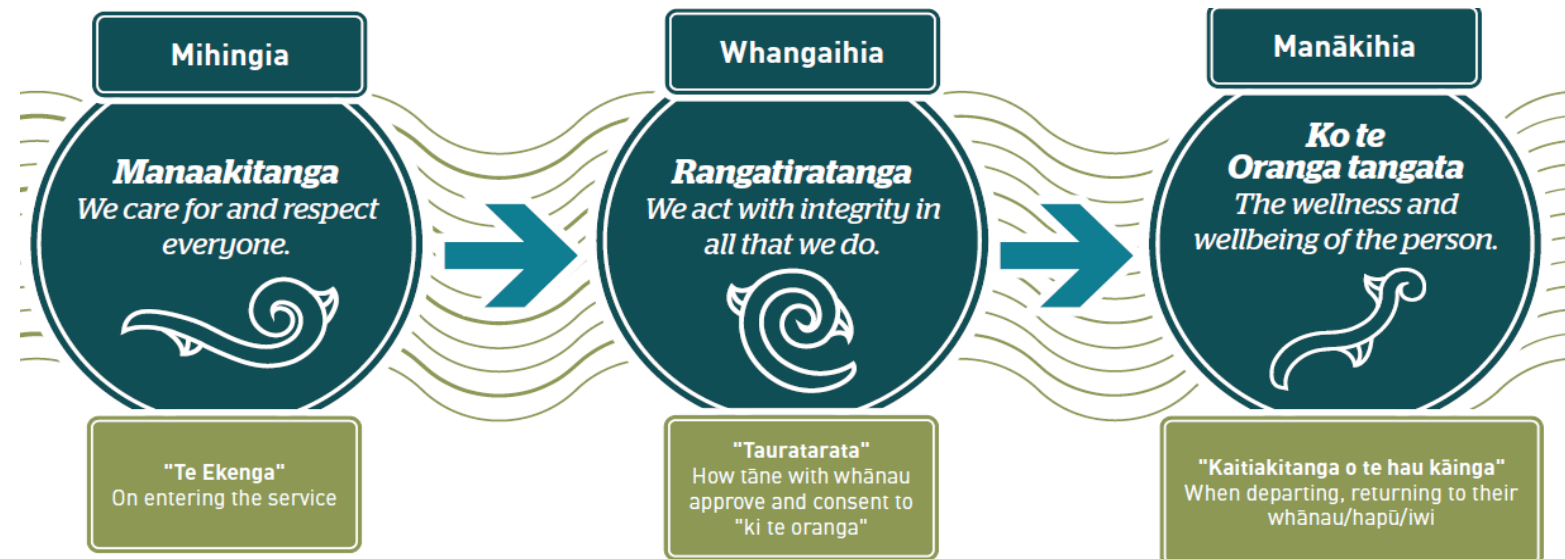 Mihingia
Manaakitanga
We care for and respect
everyone.
"Te Ekenga"
On entering the service
Whangaihia
Rangatiratanga
We act with integrity in
all that we do.
"Tauratarata"
How tāne with whānau
approve and consent to
"ki te oranga"
Manākihia
Ko te
Oranga tangata
The wellness and
wellbeing of the person.
"Kaitiakitanga o te hau kāinga"
When departing, returning to their
whānau/hapū/iwi